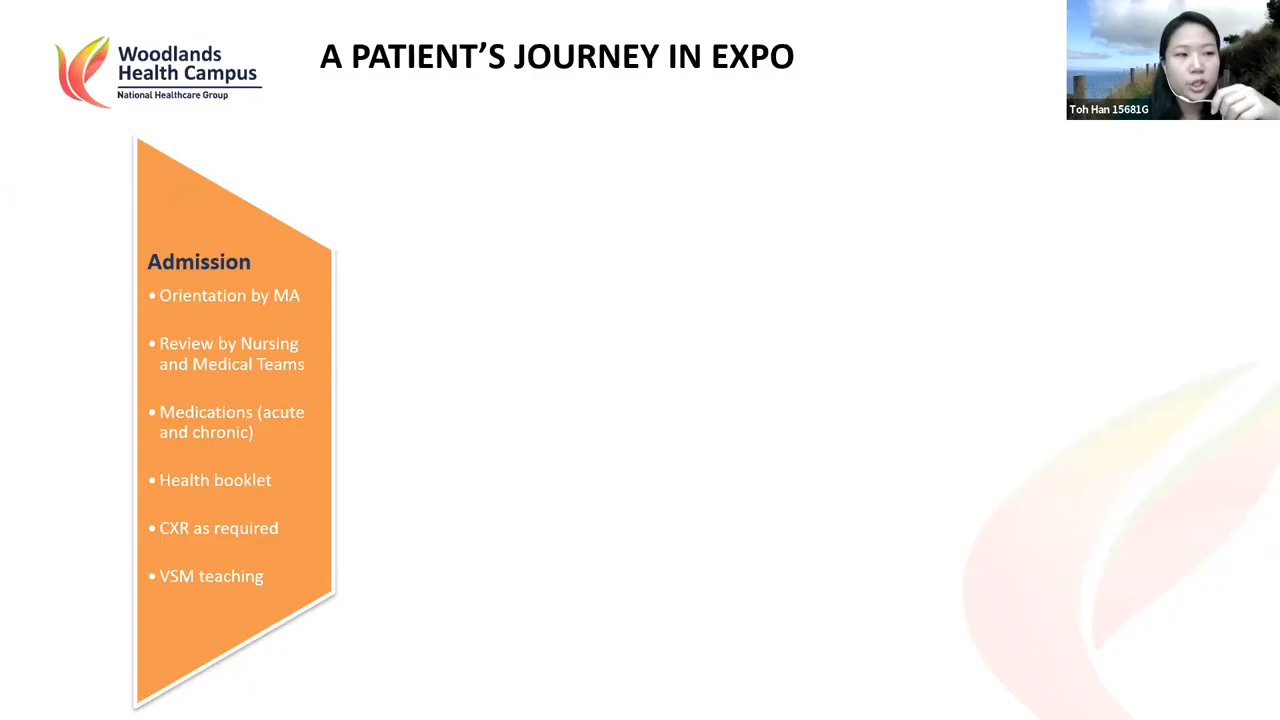 Woodlands
Health Campus
National Healthcare Group
A PATIENT’S JOURNEY IN EXPO
Toh Han 15681G
Admission
• Orientation by MA
• Review by Nursing
and Medical Teams
• Medications (acute
and chronic)
• Health booklet
• CXR as required
• VSM teaching